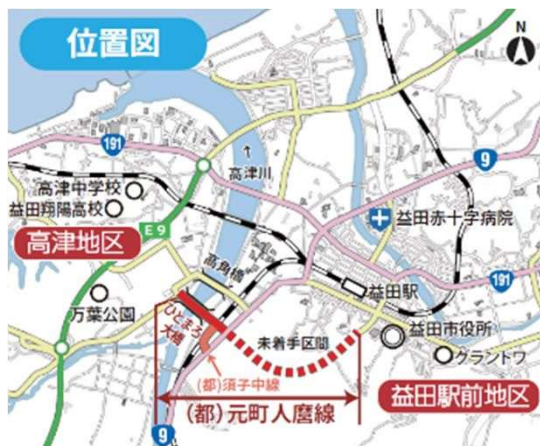 位置図
N
191
9
高津川
高津中学校
益田翔陽高校
E9
益田赤十字病院
高津地区
高角橋
191
益田駅
万葉公園
ひとまろ
大橋
未着手区間
益田市役所
グラントワ
(都)須子中線
益田駅前地区
(都)元町人麿線
9